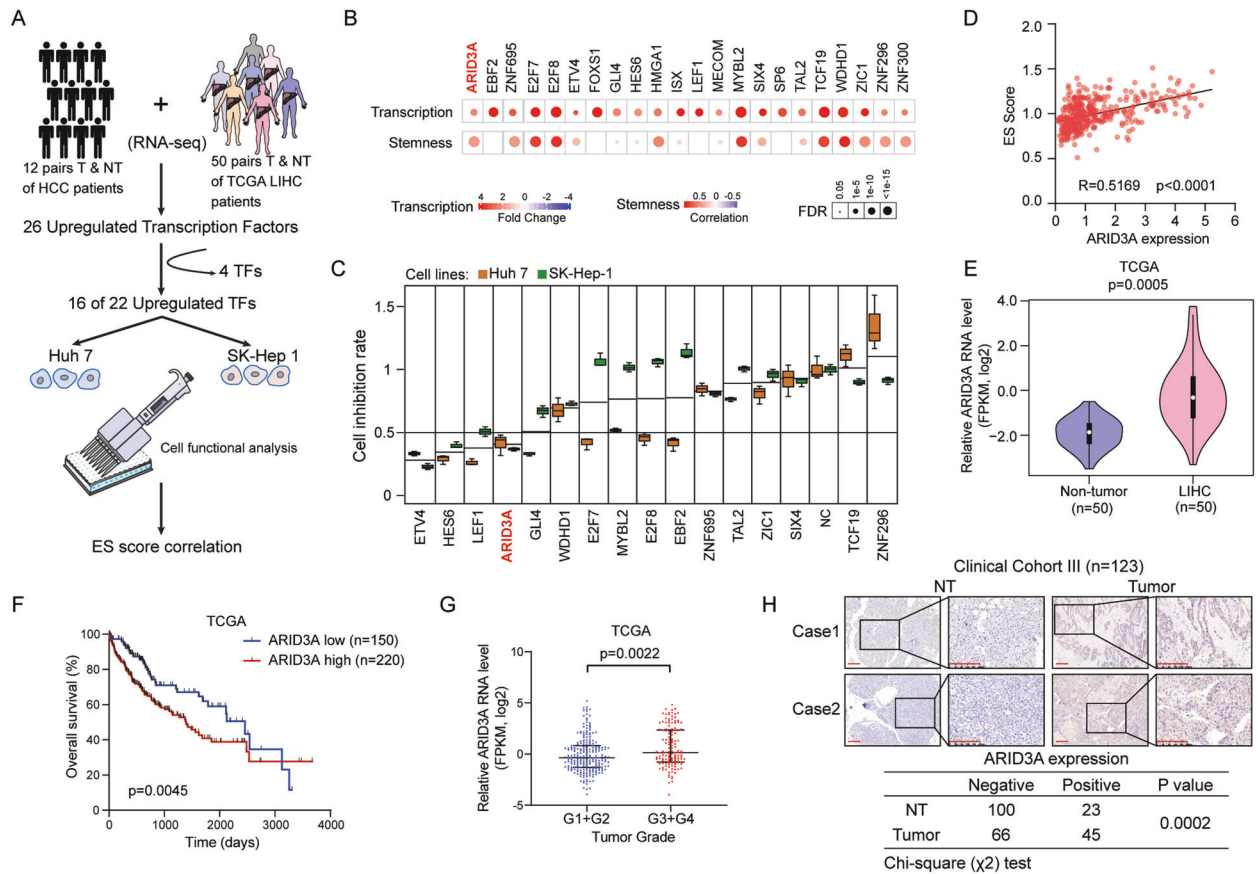 A
+
(RNA-seq)
12 pairs T & NT
of HCC patients
50 pairs T & NT
of TCGA LIHC
patients
26 Upregulated Transcription Factors
4 TFs
16 of 22 Upregulated TFs
Huh 7
SK-Hep 1
Cell functional analysis
ES score correlation
B
ARID3A
EBF2
ZNF695
E2F7
E2F8
ETV4
FOXS1
GLI4
HES6
HMGA1
ISX
LEF1
MECOM
MYBL2
SIX4
SP6
TAL2
TCF19
WDHD1
ZIC1
ZNF296
ZNF300
Transcription
Stemness
Transcription
4 2 0 -2 -4
Fold Change
Stemness
0.5 0 -0.5
Correlation
FDR
0.05
1e-5
1e-10
<1e-15
C
Cell lines: Huh 7 SK-Hep-1
Cell inhibition rate
1.5
1
0.5
0
ETV4
HES6
LEF1
ARID3A
GLI4
WDHD1
E2F7
MYBL2
E2F8
EBF2
ZNF695
TAL2
ZIC1
SIX4
NC
TCF19
ZNF296
D
ES Score
2.0
1.5
1.0
0.5
0.0
R=0.5169 p<0.0001
0 1 2 3 4 5 6
ARID3A expression
E
TCGA
p=0.0005
Relative ARID3A RNA level
(FPKM, log2)
4.0
2.0
0.0
−2.0
Non-tumor
(n=50)
LIHC
(n=50)
F
TCGA
ARID3A low (n=150)
ARID3A high (n=220)
Overall survival (%)
100
80
60
40
20
0
p=0.0045
0 1000 2000 3000 4000
Time (days)
G
TCGA
p=0.0022
Relative ARID3A RNA level
(FPKM, log2)
10
5
0
-5
G1+G2 G3+G4
Tumor Grade
H
Clinical Cohort III (n=123)
NT Tumor
Case1
Case2
ARID3A expression
Negative Positive P value
NT 100 23
0.0002
Tumor 66 45
Chi-square (χ2) test